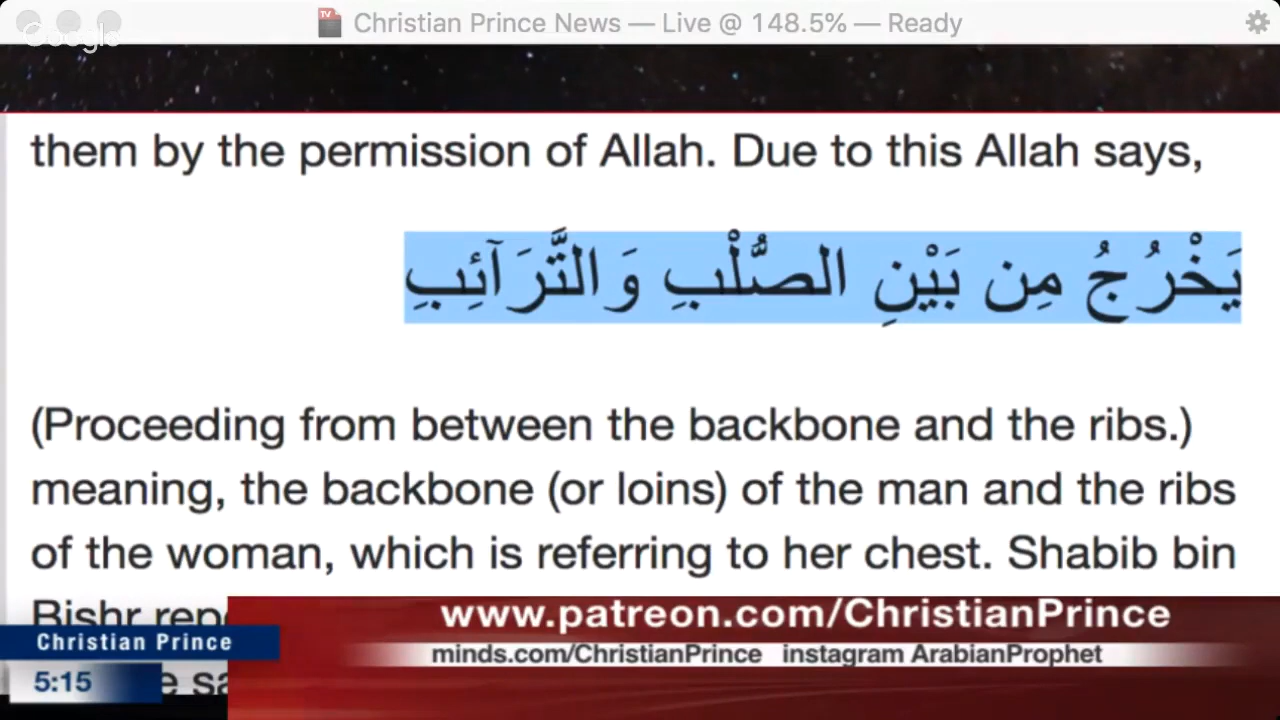 Christian Prince News — Live @ 148.5% — Ready
Google
them by the permission of Allah. Due to this Allah says,
يَخْرُجُ مِن بَيْنِ الصُّلْبِ وَالتَّرَآئِبِ
(Proceeding from between the backbone and the ribs.)
meaning, the backbone (or loins) of the man and the ribs
of the woman, which is referring to her chest. Shabib bin
Bishr
www.patreon.com/ChristianPrince
Christian Prince
minds.com/ChristianPrince instagram ArabianProphet
5:15